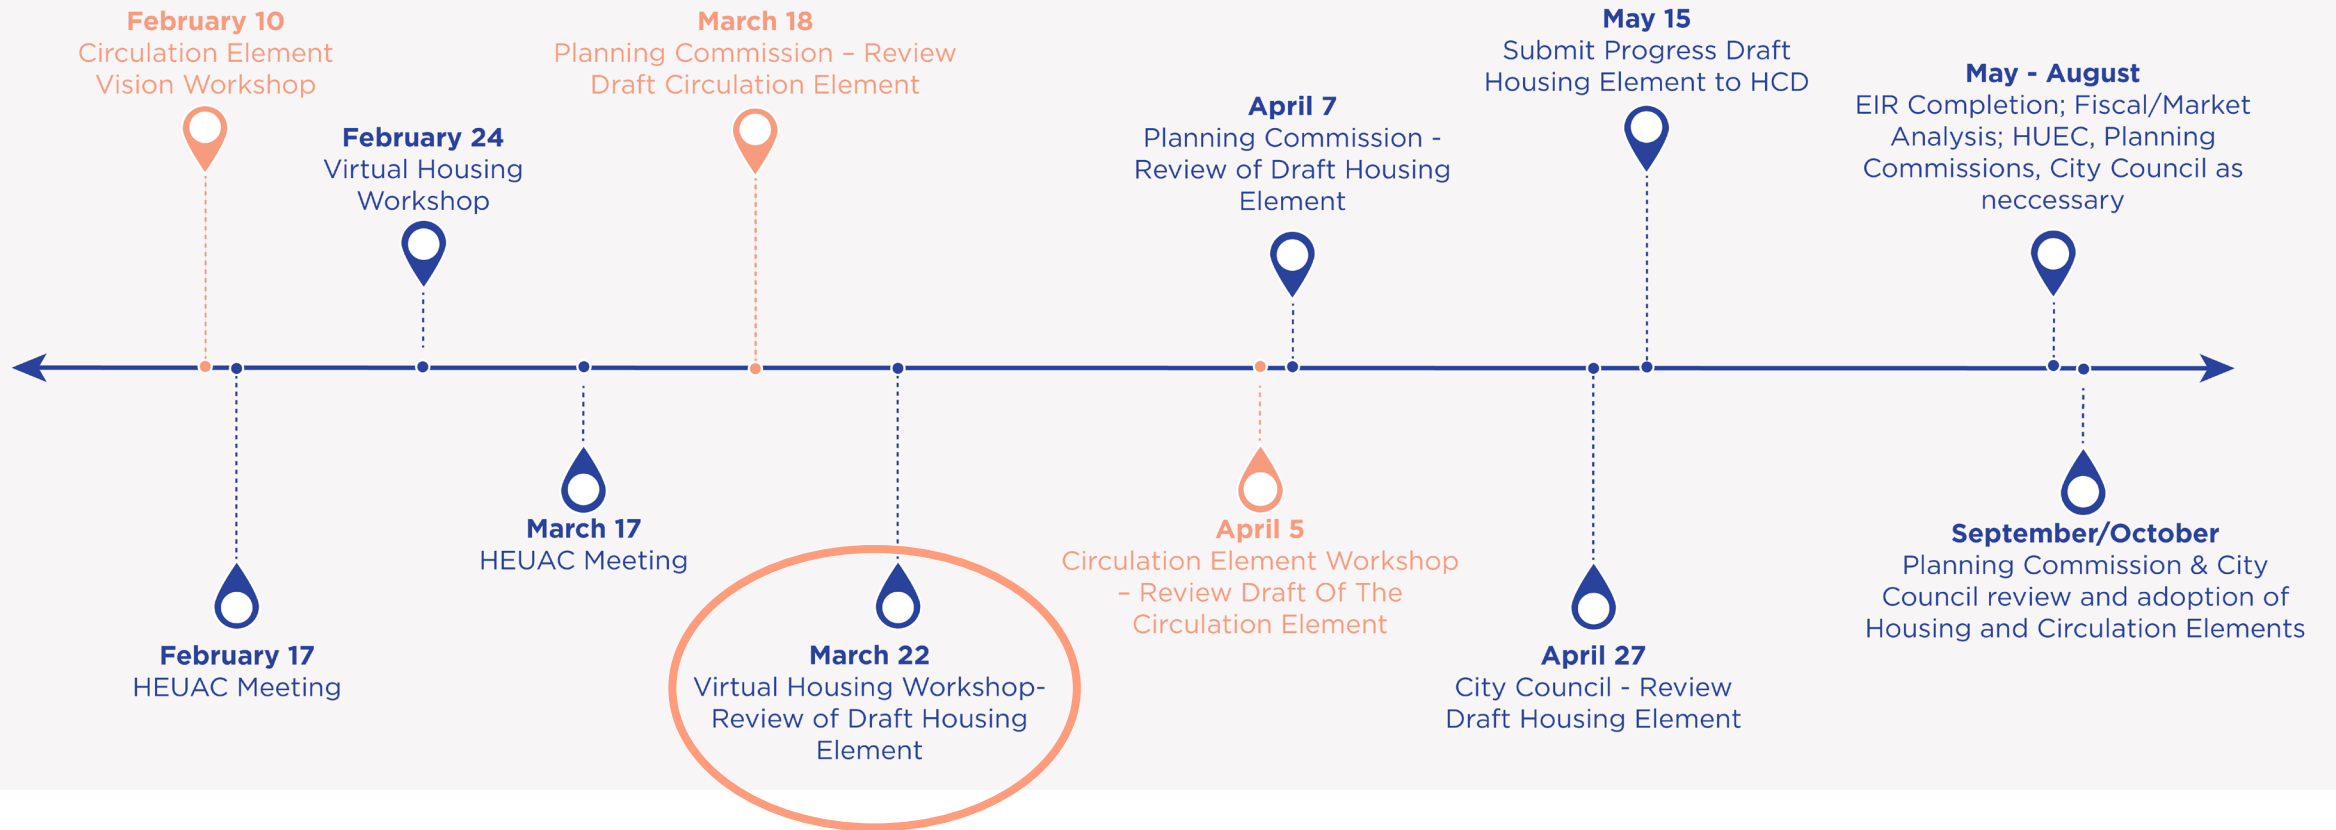 February 10
Circulation Element
Vision Workshop
February 17
HEUAC Meeting
February 24
Virtual Housing
Workshop
March 17
HEUAC Meeting
March 18
Planning Commission – Review
Draft Circulation Element
March 22
Virtual Housing Workshop-
Review of Draft Housing
Element
April 5
Circulation Element Workshop
– Review Draft Of The
Circulation Element
April 7
Planning Commission -
Review of Draft Housing
Element
April 27
City Council - Review
Draft Housing Element
May 15
Submit Progress Draft
Housing Element to HCD
May - August
EIR Completion; Fiscal/Market
Analysis; HUEC, Planning
Commissions, City Council as
neccessary
September/October
Planning Commission & City
Council review and adoption of
Housing and Circulation Elements